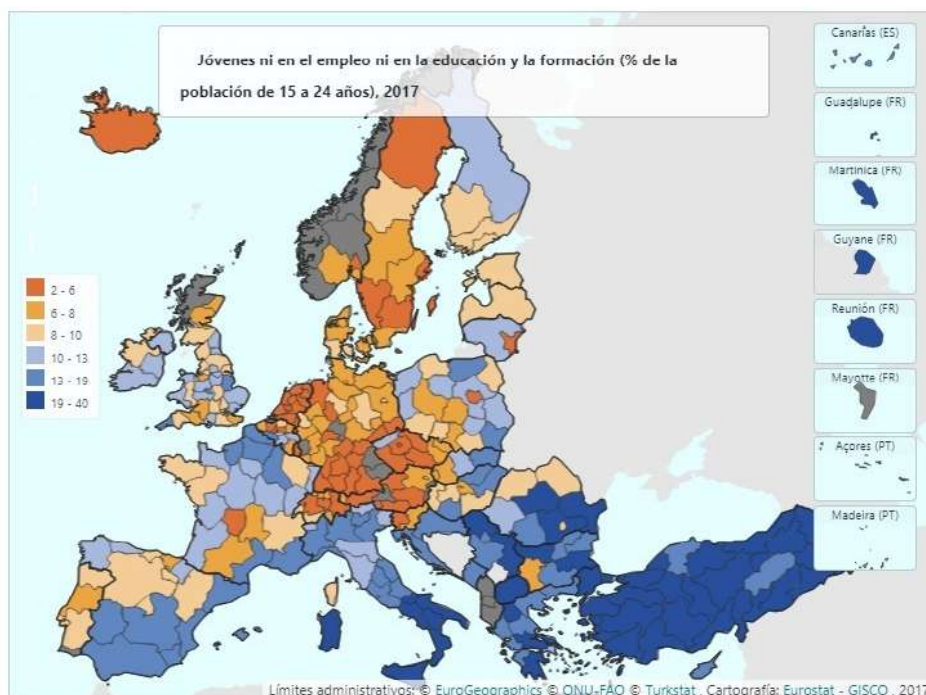 Jóvenes ni en el empleo ni en la educación y la formación (% de la
población de 15 a 24 años), 2017
Canarias (ES)
Guadalupe (FR)
Martinica (FR)
Guyane (FR)
Reunión (FR)
Mayotte (FR)
Açores (PT)
Madeira (PT)
2 - 6
6 - 8
8 - 10
10 - 13
13 - 19
19 - 40
Límites administrativos: © EuroGeographics © ONU-FAO © Turkstat, Cartografía: Eurostat - GISCO, 2017